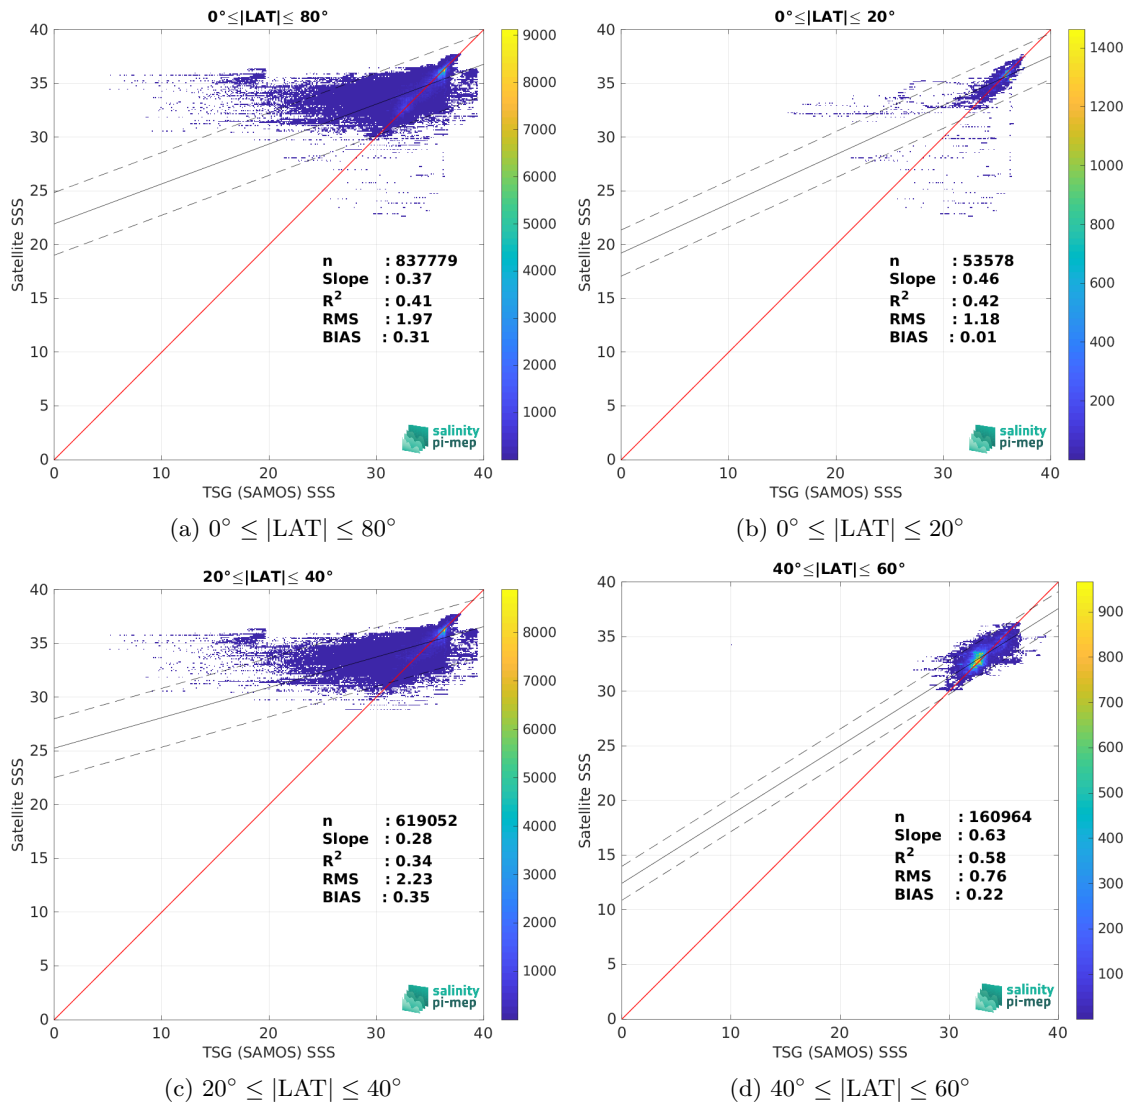 0°≤|LAT|≤ 80°
40
35
30
25
20
15
10
5
0
0
10
20
30
40
Satellite SSS
TSG (SAMOS) SSS
n : 837779
Slope : 0.37
R² : 0.41
RMS : 1.97
BIAS : 0.31
salinity
pi-mep
9000
8000
7000
6000
5000
4000
3000
2000
1000
(a) 0° ≤ |LAT| ≤ 80°
0°≤|LAT|≤ 20°
40
35
30
25
20
15
10
5
0
0
10
20
30
40
Satellite SSS
TSG (SAMOS) SSS
n : 53578
Slope : 0.46
R² : 0.42
RMS : 1.18
BIAS : 0.01
salinity
pi-mep
1400
1200
1000
800
600
400
200
(b) 0° ≤ |LAT| ≤ 20°
20°≤|LAT|≤ 40°
40
35
30
25
20
15
10
5
0
0
10
20
30
40
Satellite SSS
TSG (SAMOS) SSS
n : 619052
Slope : 0.28
R² : 0.34
RMS : 2.23
BIAS : 0.35
salinity
pi-mep
8000
7000
6000
5000
4000
3000
2000
1000
(c) 20° ≤ |LAT| ≤ 40°
40°≤|LAT|≤ 60°
40
35
30
25
20
15
10
5
0
0
10
20
30
40
Satellite SSS
TSG (SAMOS) SSS
n : 160964
Slope : 0.63
R² : 0.58
RMS : 0.76
BIAS : 0.22
salinity
pi-mep
900
800
700
600
500
400
300
200
100
(d) 40° ≤ |LAT| ≤ 60°